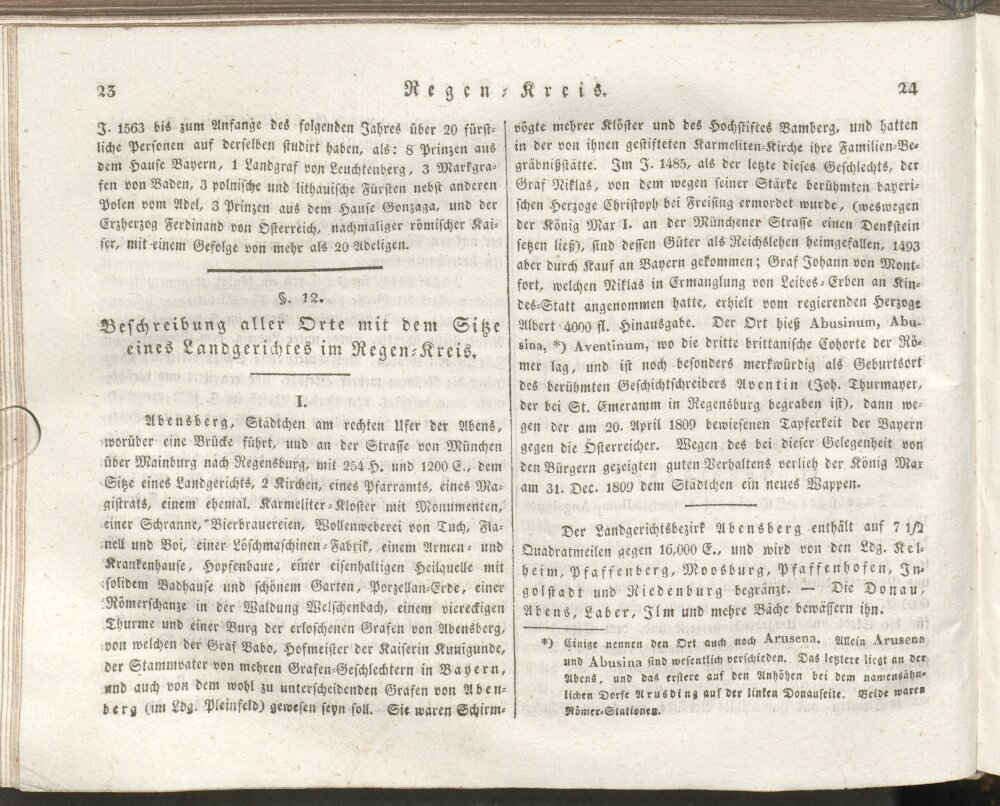 23
Regen-Kreis.
24
J. 1563 bis zum Anfange des folgenden Jahres über 20 fürst-
liche Personen auf derselben studirt haben, als: 8 Prinzen aus
dem Hause Bayern, 1 Landgraf von Leuchtenberg, 3 Markgra-
fen von Baden, 3 polnische und lithauische Fürsten nebst anderen
Polen vom Adel, 3 Prinzen aus dem Hause Gonzaga, und der
Erzherzog Ferdinand von Österreich, nachmaliger römischer Kai-
ser, mit einem Gefolge von mehr als 20 Adeligen.
§. 12.
Beschreibung aller Orte mit dem Sitze
eines Landgerichtes im Regen-Kreis.
I.
Abensberg, Städtchen am rechten Ufer der Abens,
worüber eine Brücke führt, und an der Strasse von München
über Mainburg nach Regensburg, mit 254 H. und 1200 E., dem
Sitze eines Landgerichts, 2 Kirchen, eines Pfarramts, eines Ma-
gistrats, einem ehemal. Karmeliter-Kloster mit Monumenten,
einer Schranne, Bierbrauereien, Wollenweberei von Tuch, Fla-
nell und Boi, einer Löschmaschinen-Fabrik, einem Armen- und
Krankenhause, Hopfenbaue, einer eisenhaltigen Heilquelle mit
solidem Badhause und schönem Garten, Porzellan-Erde, einer
Römerschanze in der Waldung Welschenbach, einem viereckigen
Thurme und einer Burg der erloschenen Grafen von Abensberg,
von welchen der Graf Babo, Hofmeister der Kaiserin Kunigunde,
der Stammvater von mehren Grafen-Geschlechtern in Bayern,
und auch von dem wohl zu unterscheidenden Grafen von Aben-
berg (im Ldg. Pleinfeld) gewesen seyn soll. Sie waren Schirm-
vögte mehrer Klöster und des Hochstiftes Bamberg, und hatten
in der von ihnen gestifteten Karmeliten-Kirche ihre Familien-Be-
gräbnißstätte. Im J. 1485, als der letzte dieses Geschlechts, der
Graf Niklas, von dem wegen seiner Stärke berühmten bayeri-
schen Herzoge Christoph bei Freising ermordet wurde, (weswegen
der König Max I. an der Münchener Strasse einen Denkstein
setzen ließ), sind dessen Güter als Reichslehen heimgefallen, 1493
aber durch Kauf an Bayern gekommen; Graf Johann von Mont-
fort, welchen Niklas in Ermanglung von Leibes-Erben an Kin-
des-Statt angenommen hatte, erhielt vom regierenden Herzoge
Albert 4000 fl. Hinausgabe. Der Ort hieß Abusinum, Abu-
sina, *) Aventinum, wo die dritte brittanische Cohorte der Rö-
mer lag, und ist noch besonders merkwürdig als Geburtsort
des berühmten Geschichtschreibers Aventin (Joh. Thurmayer,
der bei St. Emeramm in Regensburg begraben ist), dann we-
gen der am 20. April 1809 bewiesenen Tapferkeit der Bayern
gegen die Österreicher. Wegen des bei dieser Gelegenheit von
den Bürgern gezeigten guten Verhaltens verlieh der König Max
am 31. Dec. 1809 dem Städtchen ein neues Wappen.
Der Landgerichtsbezirk Abensberg enthält auf 7 1/2
Quadratmeilen gegen 16,000 E., und wird von den Ldg. Kel-
heim, Pfaffenberg, Moosburg, Pfaffenhofen, In-
golstadt und Riedenburg begränzt. — Die Donau,
Abens, Laber, Ilm und mehre Bäche bewässern ihn.
*) Einige nennen den Ort auch noch Arusena. Allein Arusena
und Abusina sind wesentlich verschieden. Das letztere liegt an der
Abens, und das erstere auf den Anhöhen bei dem namensähn-
lichen Dorfe Arusding auf der linken Donauseite. Beide waren
Römer-Stationen.